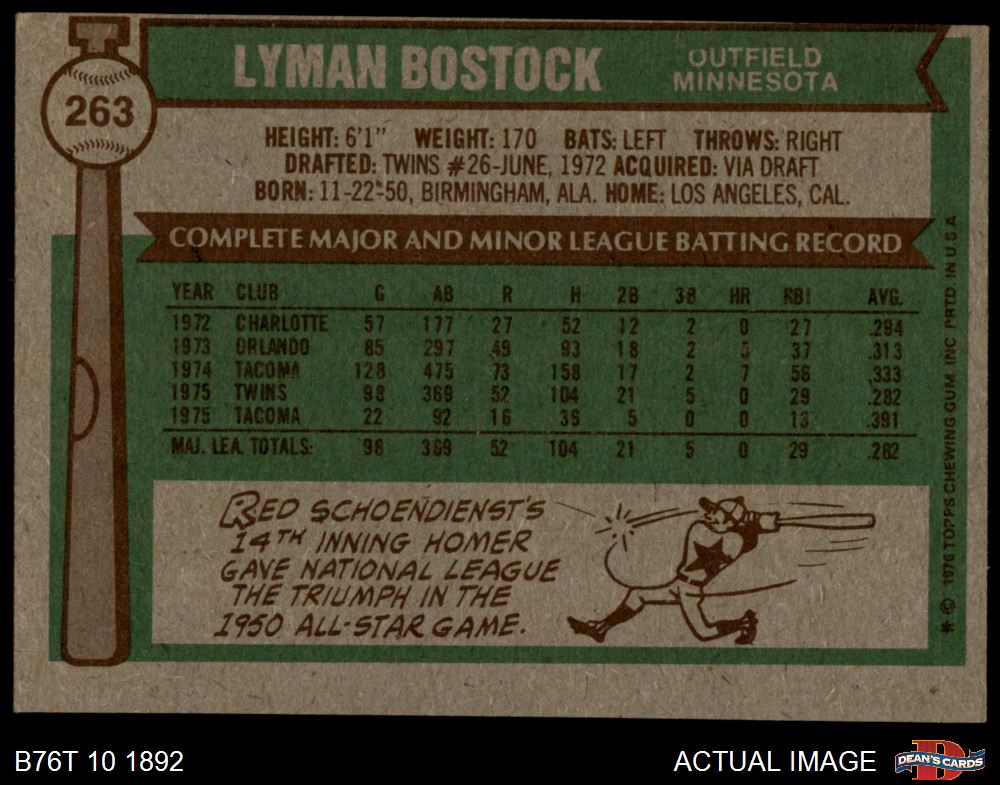 263
LYMAN BOSTOCK
OUTFIELD
MINNESOTA
HEIGHT: 6'1" WEIGHT: 170 BATS: LEFT THROWS: RIGHT
DRAFTED: TWINS #26-JUNE, 1972 ACQUIRED: VIA DRAFT
BORN: 11-22-50, BIRMINGHAM, ALA. HOME: LOS ANGELES, CAL.
COMPLETE MAJOR AND MINOR LEAGUE BATTING RECORD
YEAR CLUB G AB R H 2B 3B HR RBI AVG.
1972 CHARLOTTE 57 177 27 52 12 2 0 27 .294
1973 ORLANDO 85 297 49 93 18 2 5 37 .313
1974 TACOMA 128 475 73 158 17 2 7 56 .333
1975 TWINS 98 369 52 104 21 5 0 29 .282
1975 TACOMA 22 92 16 36 5 0 0 13 .391
MAJ. LEA. TOTALS: 98 369 52 104 21 5 0 29 .282
RED SCHOENDIENST'S
14TH INNING HOMER
GAVE NATIONAL LEAGUE
THE TRIUMPH IN THE
1950 ALL-STAR GAME.
* © 1976 TOPPS CHEWING GUM, INC. PRTD. IN U.S.A.
B76T 10 1892
ACTUAL IMAGE
D
DEAN'S CARDS